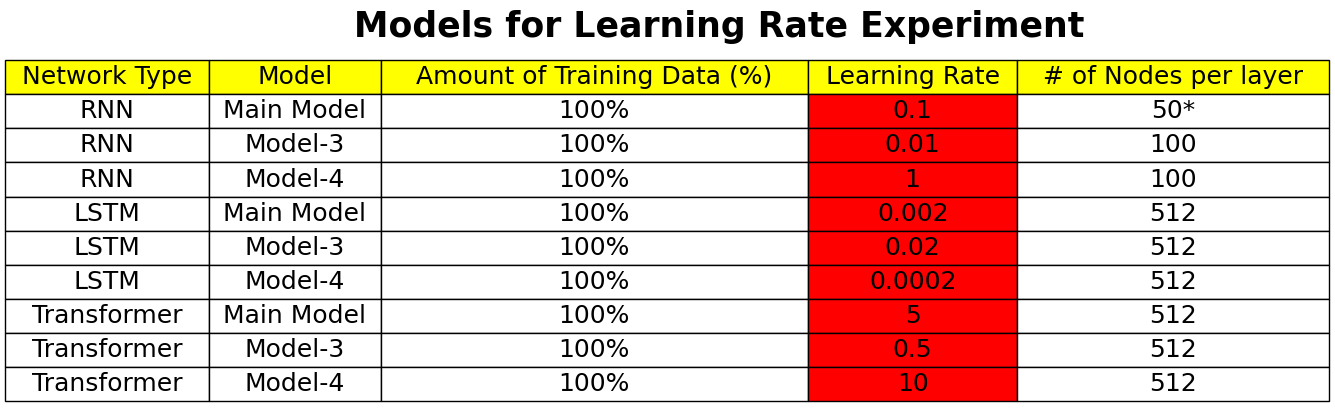 Models for Learning Rate Experiment
Network Type Model Amount of Training Data (%) Learning Rate # of Nodes per layer
RNN Main Model 100% 0.1 50*
RNN Model-3 100% 0.01 100
RNN Model-4 100% 1 100
LSTM Main Model 100% 0.002 512
LSTM Model-3 100% 0.02 512
LSTM Model-4 100% 0.0002 512
Transformer Main Model 100% 5 512
Transformer Model-3 100% 0.5 512
Transformer Model-4 100% 10 512